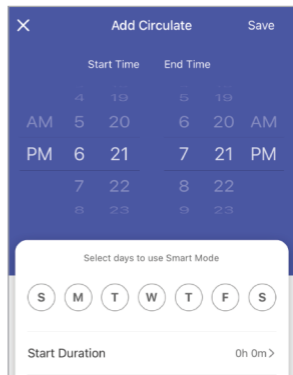 Add Circulate Save
Start Time End Time
4 19 5 19
AM 5 20 6 20 AM
PM 6 21 7 21 PM
7 22 8 22
8 23 9 23
Select days to use Smart Mode
S M T W T F S
Start Duration 0h 0m>